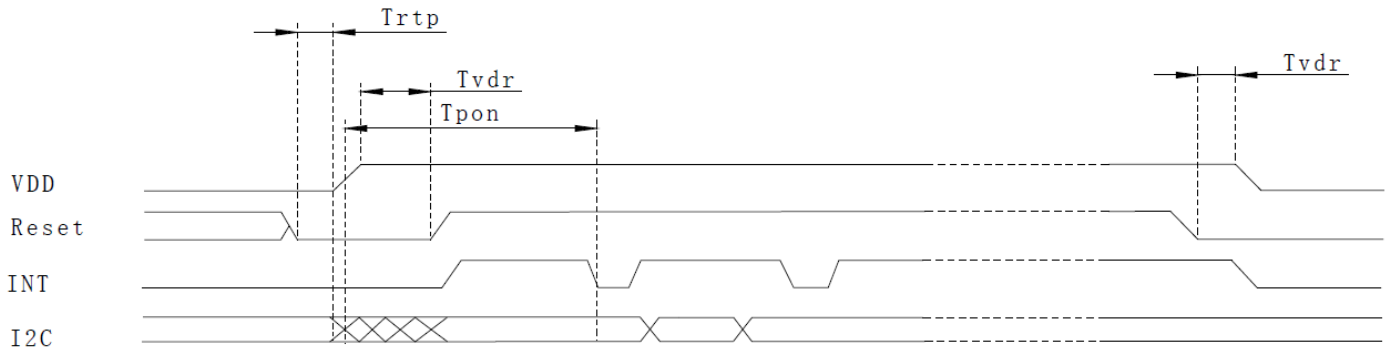 Trtp
Tvdr
Tvdr
Tpon
VDD
Reset
INT
I2C